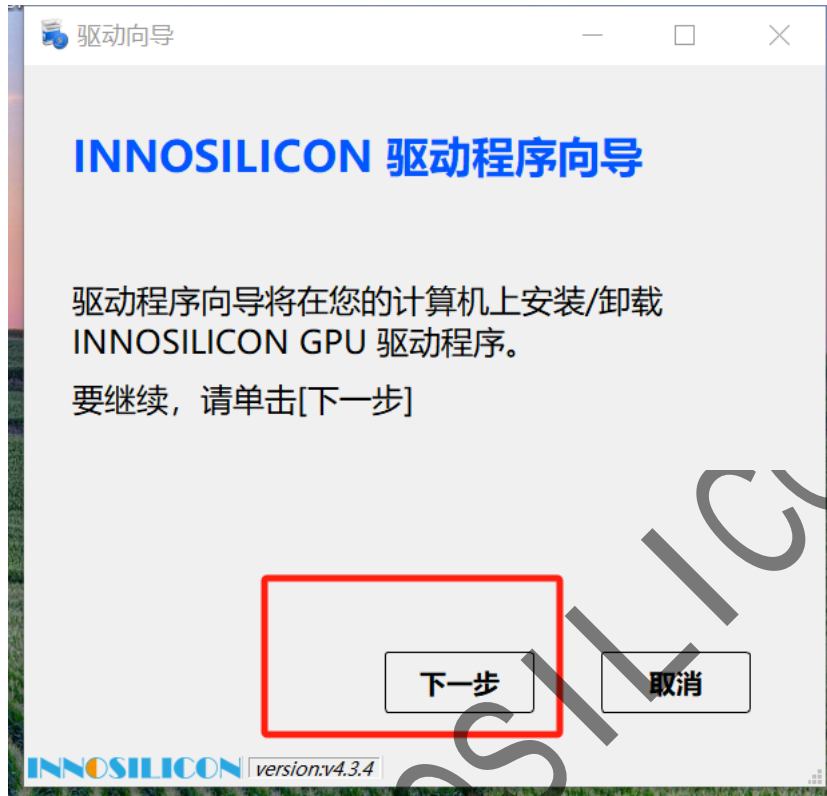 驱动向导
INNOSILICON 驱动程序向导
驱动程序向导将在您的计算机上安装/卸载
INNOSILICON GPU 驱动程序。
要继续，请单击[下一步]
下一步 取消
INNOSILICON version:v4.3.4
OSILICO